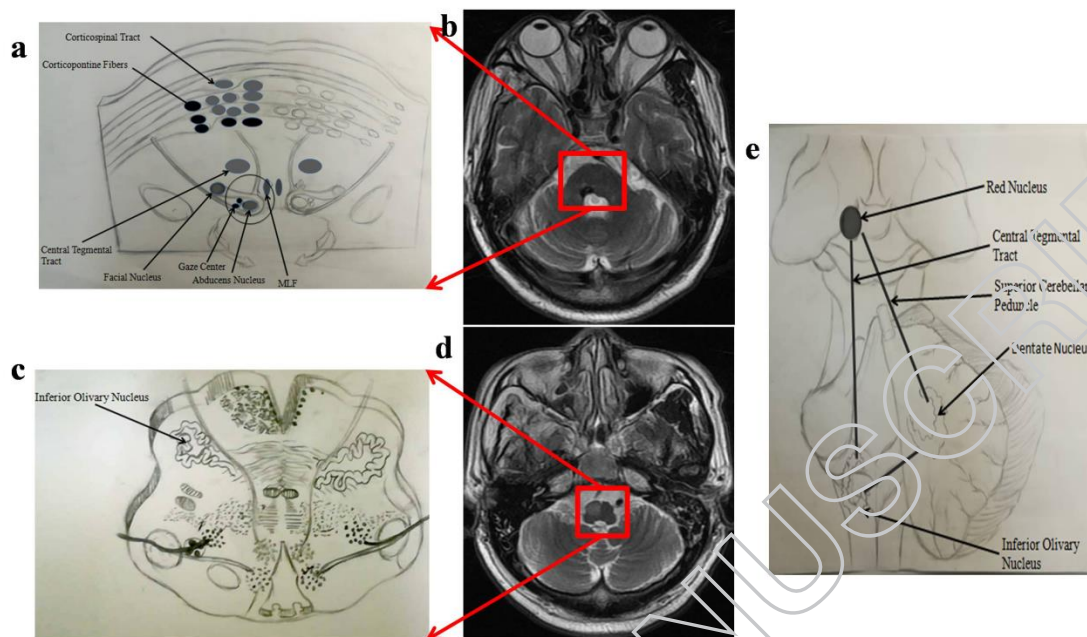 a
Corticospinal Tract
Corticopontine Fibers
Central Tegmental
Tract
Facial Nucleus
Gaze Center
Abducens Nucleus
MLF
b
c
Inferior Olivary Nucleus
d
e
Red Nucleus
Central Tegmental
Tract
Superior Cerebellar
Peduncle
Dentate Nucleus
Inferior Olivary
Nucleus